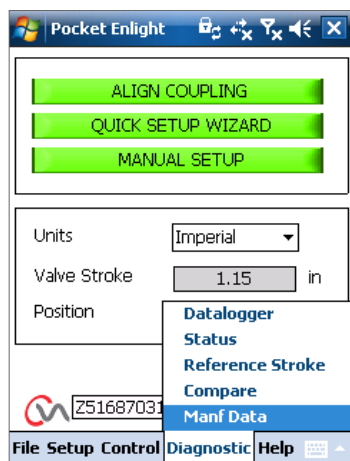 Pocket Enlight
ALIGN COUPLING
QUICK SETUP WIZARD
MANUAL SETUP
Units Imperial
Valve Stroke 1.15 in
Position
Datalogger
Status
Reference Stroke
Compare
Manf Data
Z51687031
File Setup Control Diagnostic Help